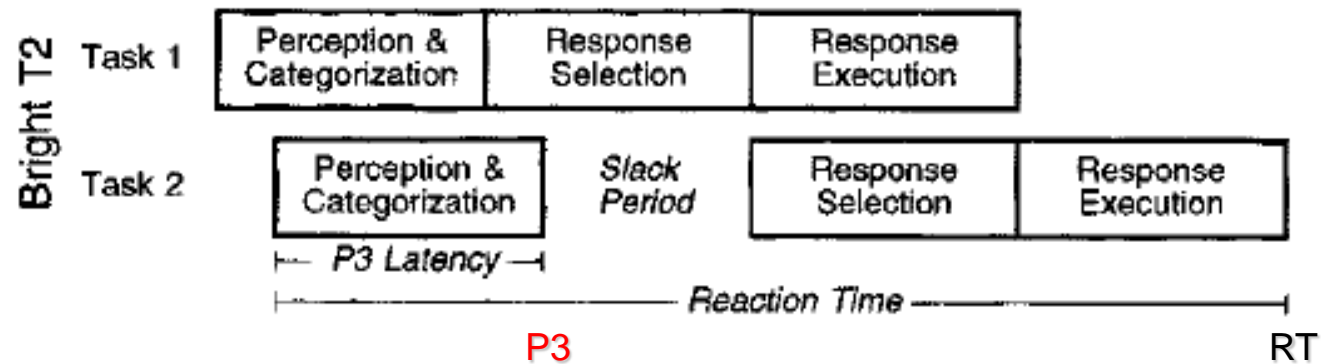 Bright T2
Task 1
Perception &
Categorization
Response
Selection
Response
Execution
Task 2
Perception &
Categorization
Slack
Period
Response
Selection
Response
Execution
P3 Latency
Reaction Time
P3
RT